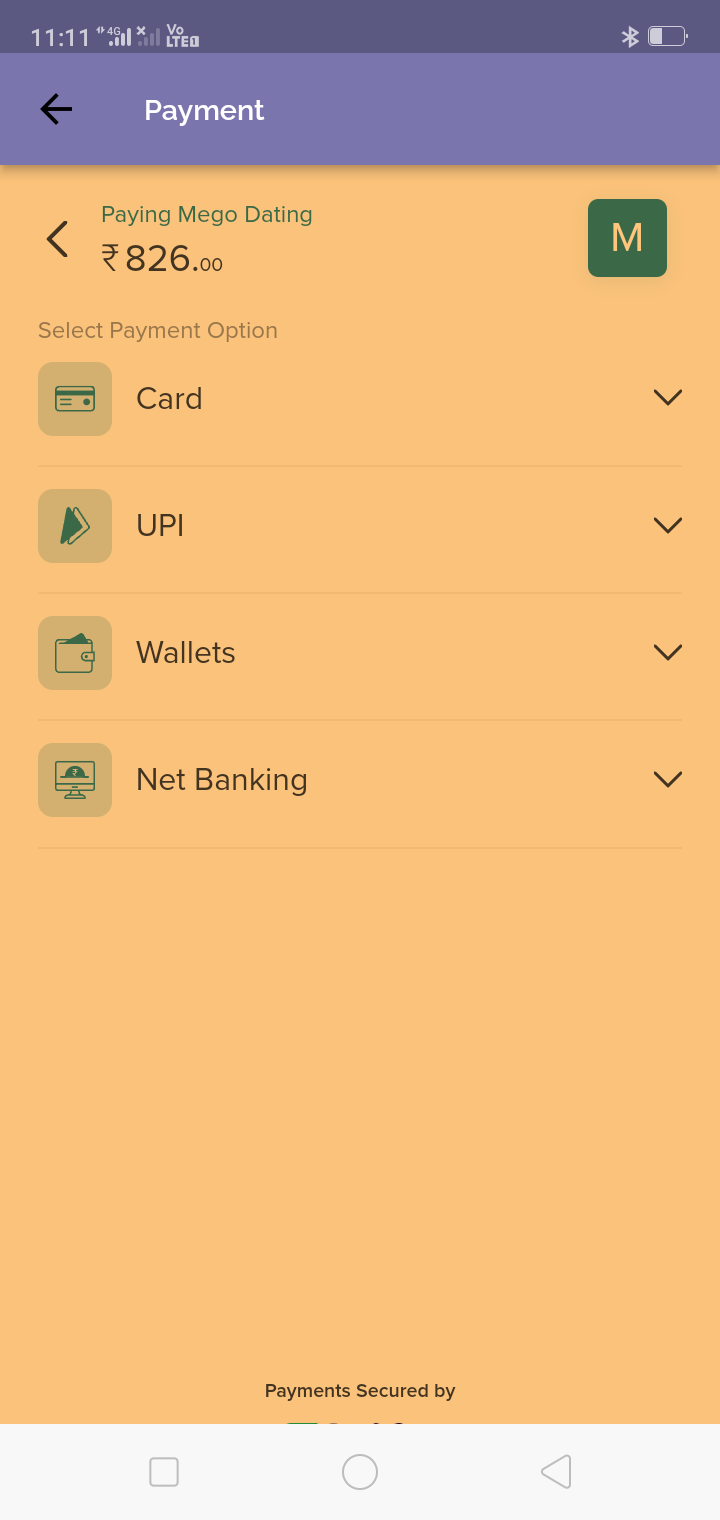 11:11 4G Vo LTE 1
Payment
Paying Mego Dating
₹826.00
M
Select Payment Option
Card
UPI
Wallets
Net Banking
Payments Secured by